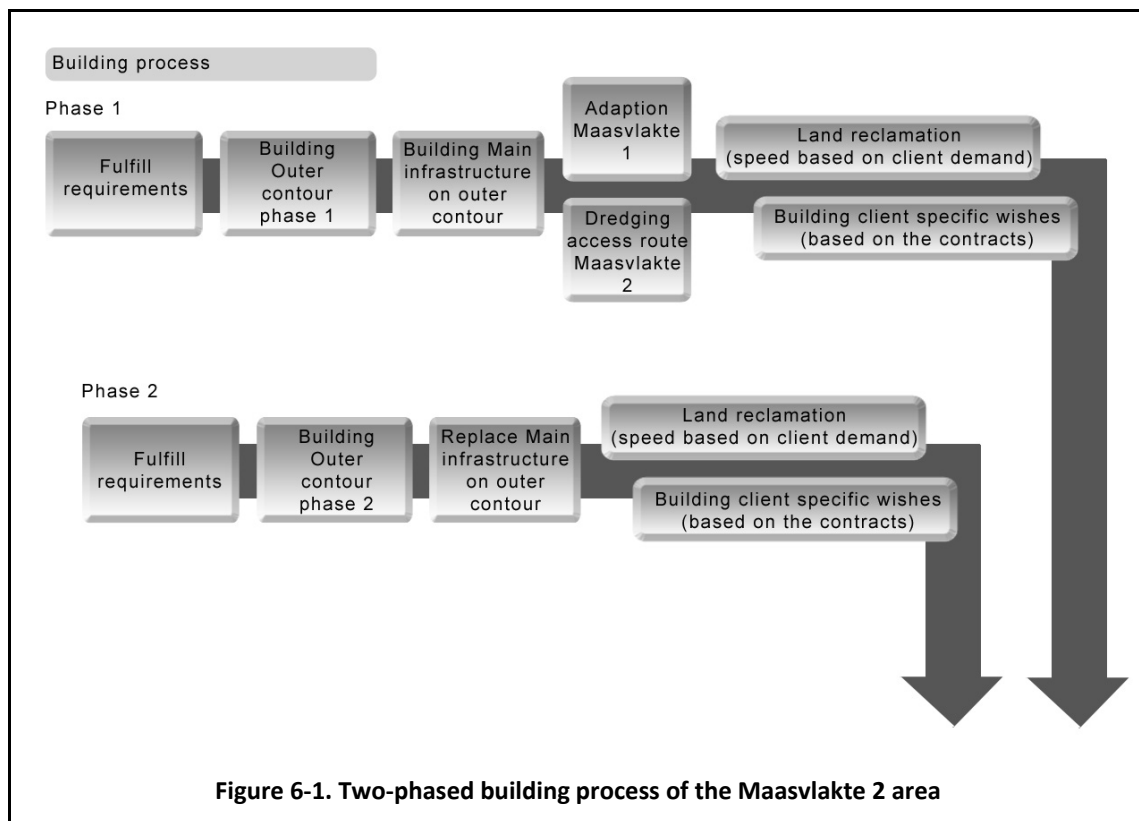 Building process
Phase 1
Fulfill
requirements
Building
Outer
contour
phase 1
Building Main
infrastructure
on outer
contour
Adaption
Maasvlakte
1
Dredging
access route
Maasvlakte
2
Land reclamation
(speed based on client demand)
Building client specific wishes
(based on the contracts)
Phase 2
Fulfill
requirements
Building
Outer
contour
phase 2
Replace Main
infrastructure
on outer
contour
Land reclamation
(speed based on client demand)
Building client specific wishes
(based on the contracts)
Figure 6-1. Two-phased building process of the Maasvlakte 2 area